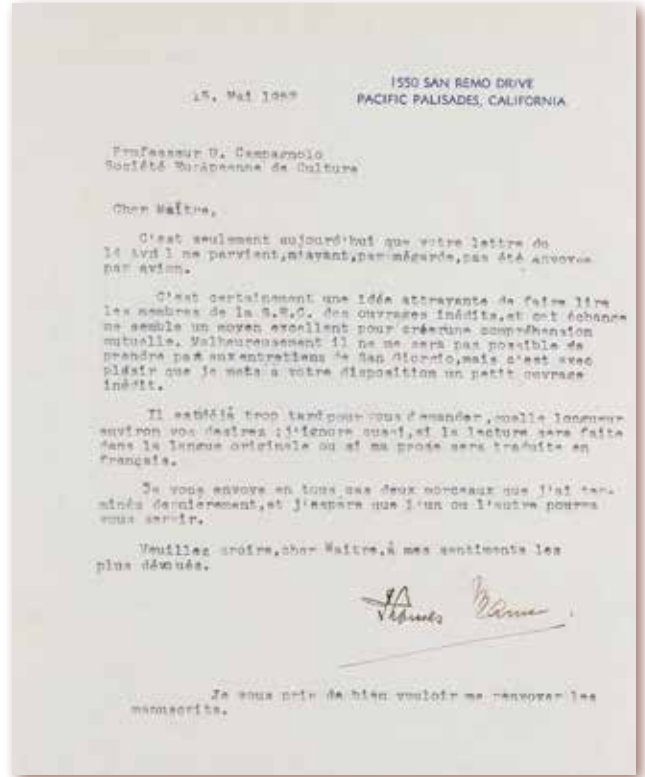 1550 SAN REMO DRIVE
15. Mai PACIFIC PALISADES, CALIFORNIA
Professeur U. Campagnolo
Société Européenne de Culture
Cher Maître,
C'est seulement aujourd'hui que votre lettre du
14 Avril me parvient,m'ayant,par mégarde,pas été envoyée
par avion.
C'est certainement une idée attrayante de faire lire
les membres de la S.E.C. des ouvrages inédits,et cet échange
me semble un moyen excellent pour créerune compréhension
mutuelle. Malheureusement il ne me sera pas possible de
prendre part auxentretiens de San Giorgio,mais c'est avec
plaisir que je mets à votre disposition un petit ouvrage
inédit.
Il estdéjà trop tard pour vous demander,quelle longueur
environ vous desirez ;j'ignore aussi,si la lecture sera faite
dans la langue originale ou si ma prose sera traduite en
français.
Je vous envoye en tous cas deux morceaux que j'ai ter-
minés dernièrement,et j'espère que l'un ou l'autre pourra
vous servir.
Veuillez croire,cher Maître,à mes sentiments les
plus dévoués.
Thomas Mann.
Je vous prie de bien vouloir me renvoyer les
manuscrits.